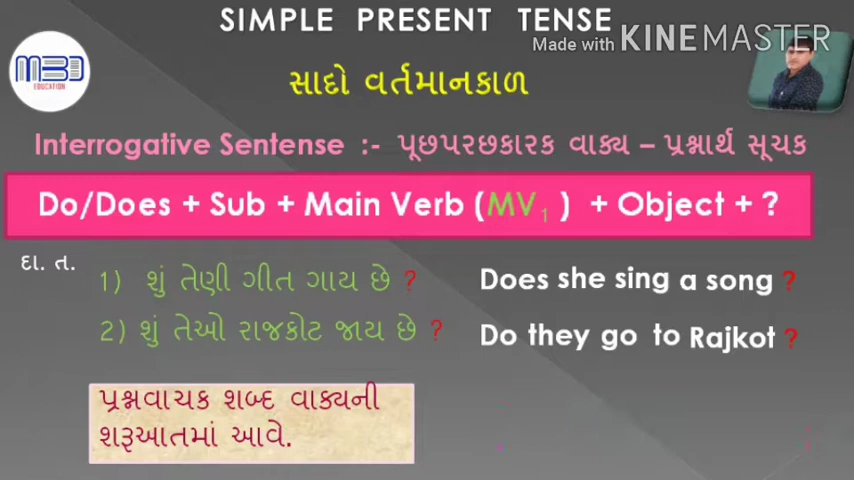 SIMPLE PRESENT TENSE
Made with KINEMASTER
MBD
EDUCATION
સાદો વર્તમાનકાળ
Interrogative Sentense :- પૂછપરછકારક વાક્ય – પ્રશ્નાર્થ સૂચક
Do/Does + Sub + Main Verb (MV1 ) + Object + ?
દા. ત.
1) શું તેણી ગીત ગાય છે ? Does she sing a song ?
2) શું તેઓ રાજકોટ જાય છે ? Do they go to Rajkot ?
પ્રશ્નવાચક શબ્દ વાક્યની
શરૂઆતમાં આવે.